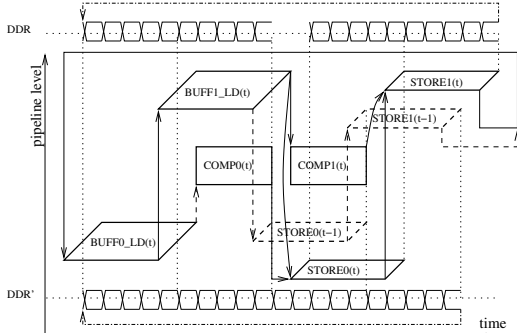 DDR
pipeline level
STORE1(t)
BUFF1_LD(t)
STORE1(t−1)
COMP0(t)
COMP1(t)
STORE0(t−1)
BUFF0_LD(t)
STORE0(t)
DDR'
time